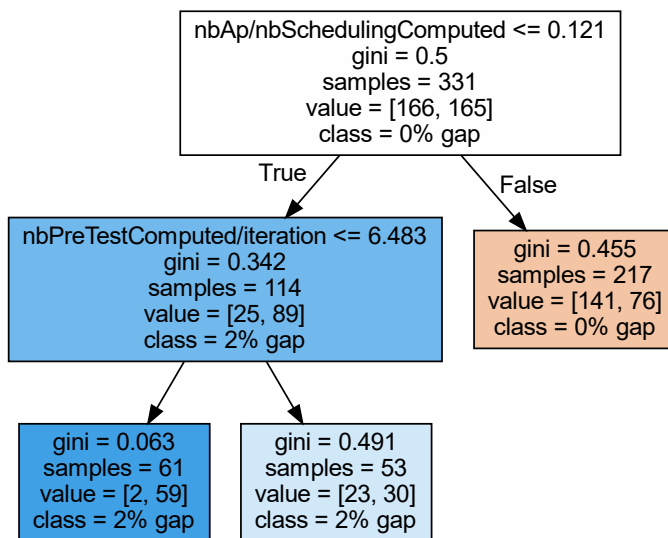 nbAp/nbSchedulingComputed <= 0.121
gini = 0.5
samples = 331
value = [166, 165]
class = 0% gap
True
False
nbPreTestComputed/iteration <= 6.483
gini = 0.342
samples = 114
value = [25, 89]
class = 2% gap
gini = 0.455
samples = 217
value = [141, 76]
class = 0% gap
gini = 0.063
samples = 61
value = [2, 59]
class = 2% gap
gini = 0.491
samples = 53
value = [23, 30]
class = 2% gap